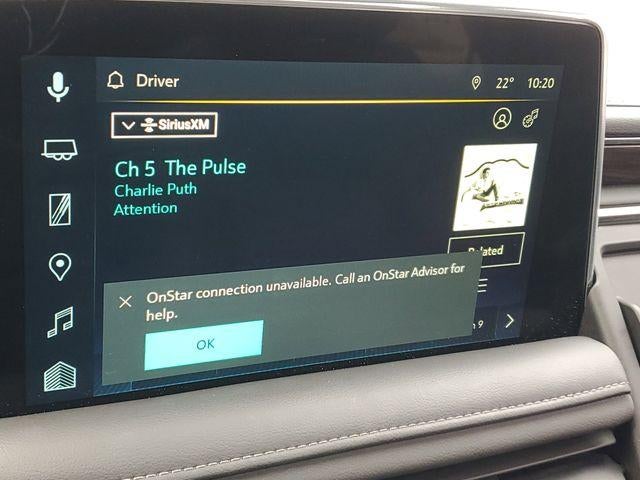 Driver
22° 10:20
SiriusXM
Ch 5 The Pulse
Charlie Puth
Attention
Related
OnStar connection unavailable. Call an OnStar Advisor for
help.
OK
9